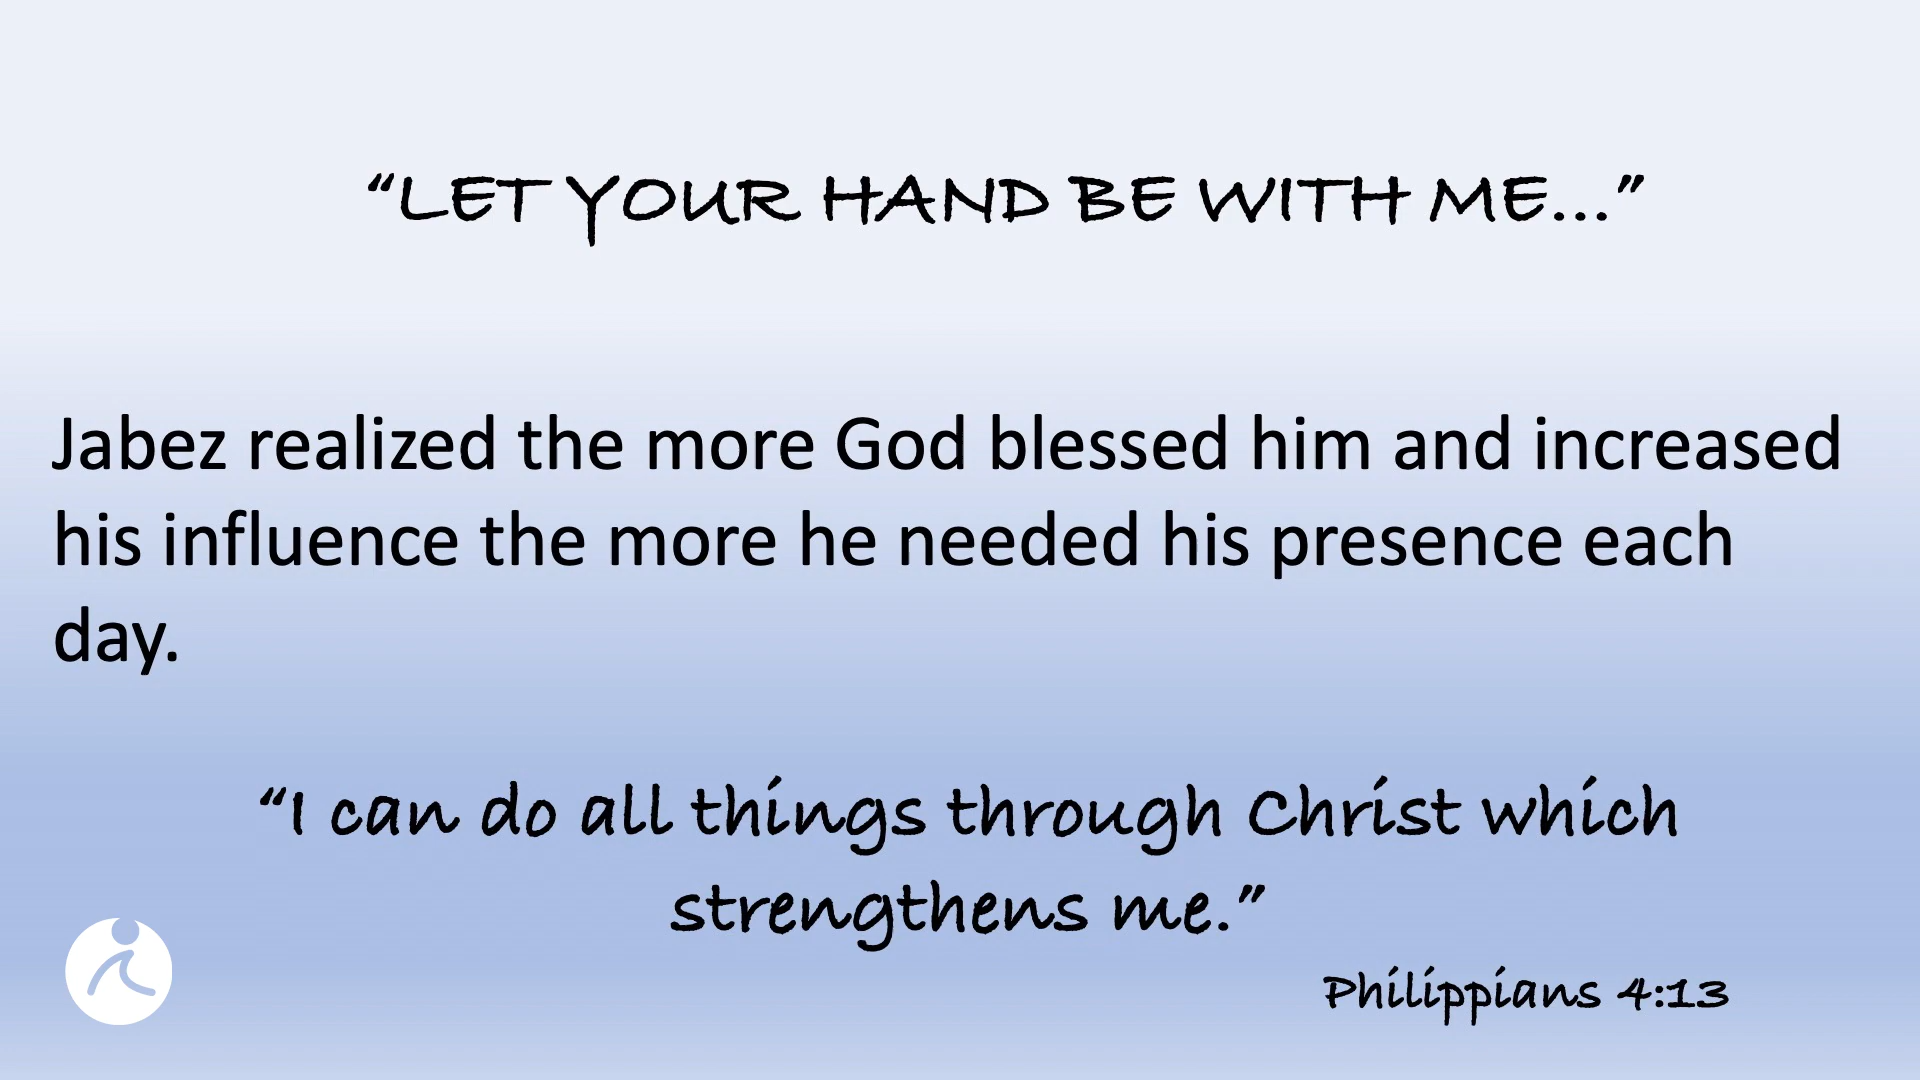 “LET YOUR HAND BE WITH ME...”
Jabez realized the more God blessed him and increased
his influence the more he needed his presence each
day.
“I can do all things through Christ which
strengthens me.”
Philippians 4:13